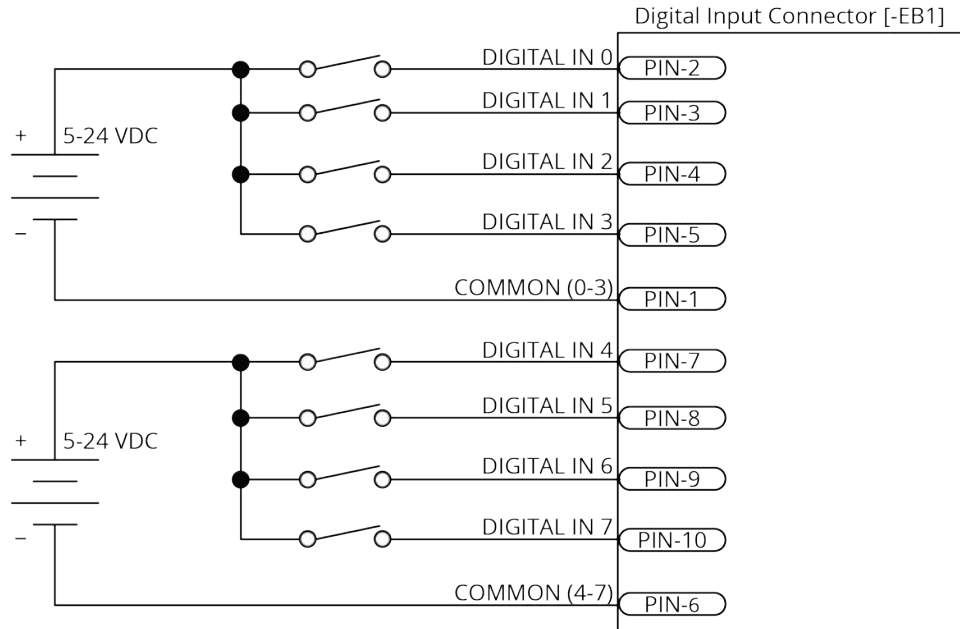 Digital Input Connector [-EB1]
DIGITAL IN 0 PIN-2
DIGITAL IN 1 PIN-3
+ 5-24 VDC
DIGITAL IN 2 PIN-4
DIGITAL IN 3 PIN-5
–
COMMON (0-3) PIN-1
DIGITAL IN 4 PIN-7
DIGITAL IN 5 PIN-8
+ 5-24 VDC
DIGITAL IN 6 PIN-9
DIGITAL IN 7 PIN-10
–
COMMON (4-7) PIN-6